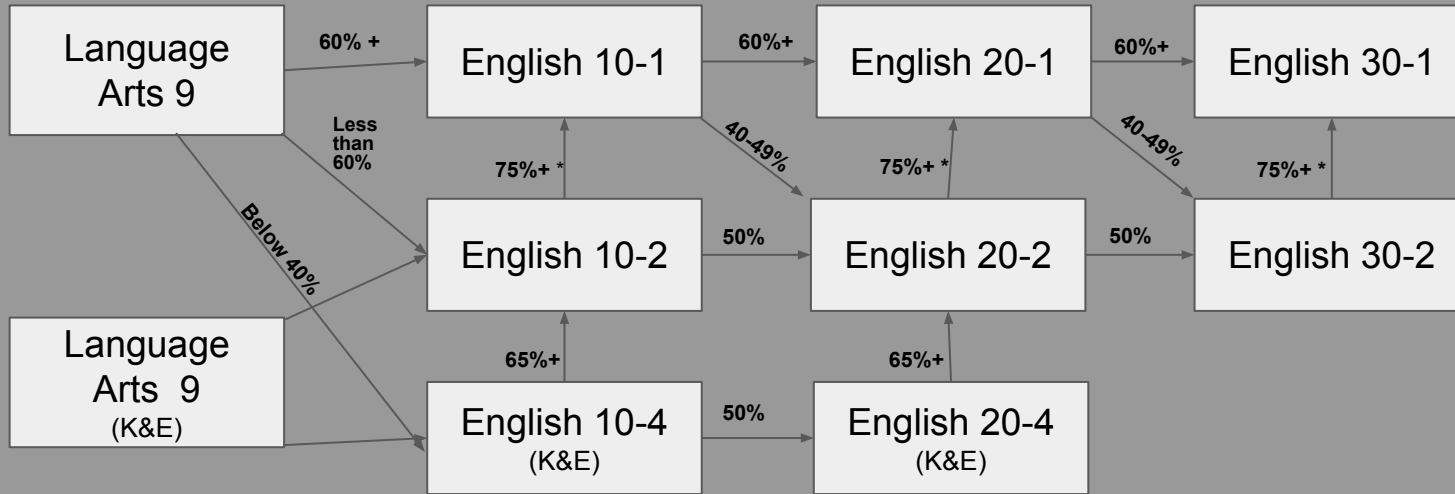 Language
Arts 9
60% +
English 10-1
60%+
English 20-1
60%+
English 30-1
Less
than
60%
75%+ *
40-49%
75%+ *
40-49%
75%+ *
Below 40%
English 10-2
50%
English 20-2
50%
English 30-2
Language
Arts 9
(K&E)
65%+
65%+
English 10-4
(K&E)
50%
English 20-4
(K&E)